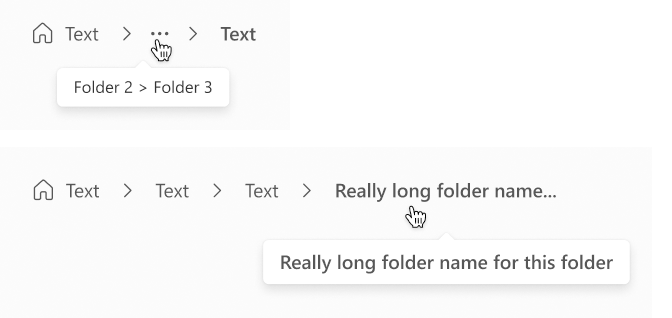 Text > ... > Text
Folder 2 > Folder 3
Text > Text > Text > Really long folder name...
Really long folder name for this folder